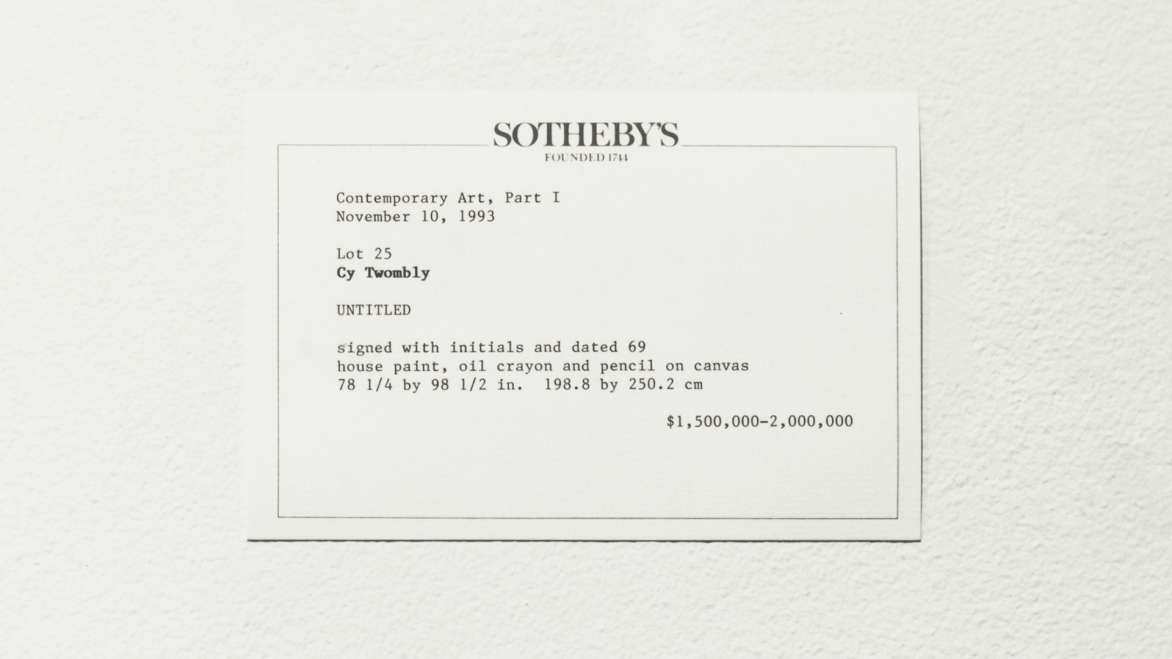 SOTHEBY'S
FOUNDED 1744
Contemporary Art, Part I
November 10, 1993
Lot 25
Cy Twombly
UNTITLED
signed with initials and dated 69
house paint, oil crayon and pencil on canvas
78 1/4 by 98 1/2 in.  198.8 by 250.2 cm
$1,500,000–2,000,000